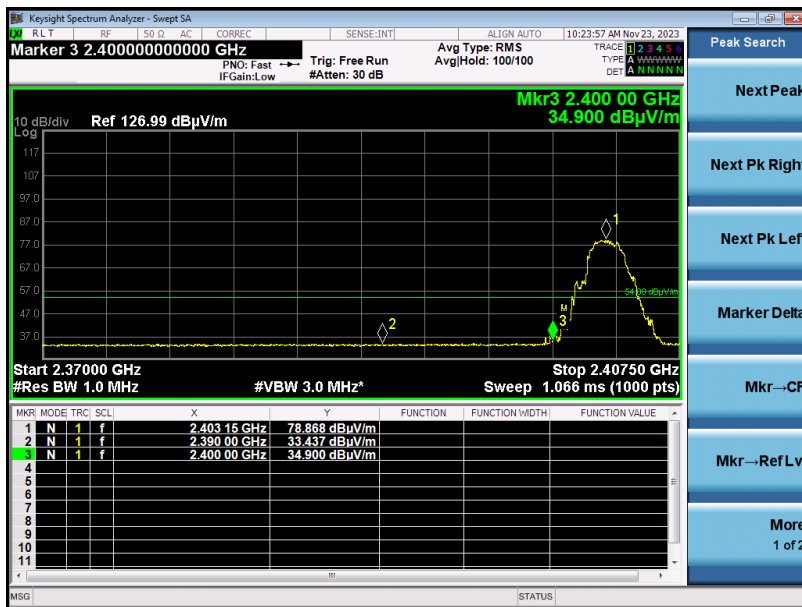 Keysight Spectrum Analyzer - Swept SA
LXI RLT RF 50 Ω AC CORREC SENSE:INT ALIGN AUTO 10:23:57 AM Nov 23, 2023
Marker 3 2.400000000000 GHz
PNO: Fast
IFGain:Low
Trig: Free Run
#Atten: 30 dB
Avg Type: RMS
Avg|Hold: 100/100
TRACE 1 2 3 4 5 6
TYPE A WWWWW
DET A N N N N N
Mkr3 2.400 00 GHz
34.900 dBµV/m
10 dB/div Ref 126.99 dBµV/m
Log
117
107
97.0
87.0
77.0
67.0
57.0
47.0
37.0
1
2
3
54.00 dBµV/m
Start 2.37000 GHz Stop 2.40750 GHz
#Res BW 1.0 MHz #VBW 3.0 MHz* Sweep 1.066 ms (1000 pts)
MKR MODE TRC SCL X Y FUNCTION FUNCTION WIDTH FUNCTION VALUE
1 N 1 f 2.403 15 GHz 78.868 dBµV/m
2 N 1 f 2.390 00 GHz 33.437 dBµV/m
3 N 1 f 2.400 00 GHz 34.900 dBµV/m
4
5
6
7
8
9
10
11
MSG STATUS
Peak Search
Next Peak
Next Pk Right
Next Pk Left
Marker Delta
Mkr→CF
Mkr→Ref Lv
More
1 of 2